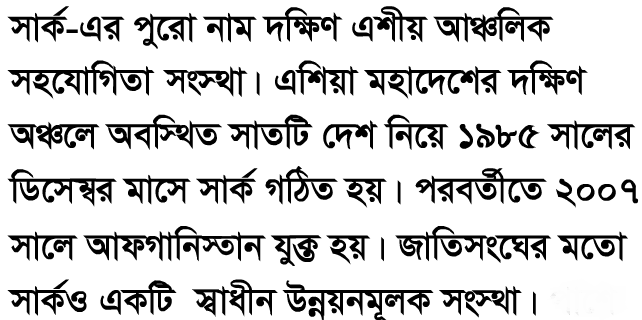 সার্ক-এর পুরো নাম দক্ষিণ এশীয় আঞ্চলিক
সহযোগিতা সংস্থা। এশিয়া মহাদেশের দক্ষিণ
অঞ্চলে অবস্থিত সাতটি দেশ নিয়ে ১৯৮৫ সালের
ডিসেম্বর মাসে সার্ক গঠিত হয়। পরবর্তীতে ২০০৭
সালে আফগানিস্তান যুক্ত হয়। জাতিসংঘের মতো
সার্কও একটি স্বাধীন উন্নয়নমূলক সংস্থা।